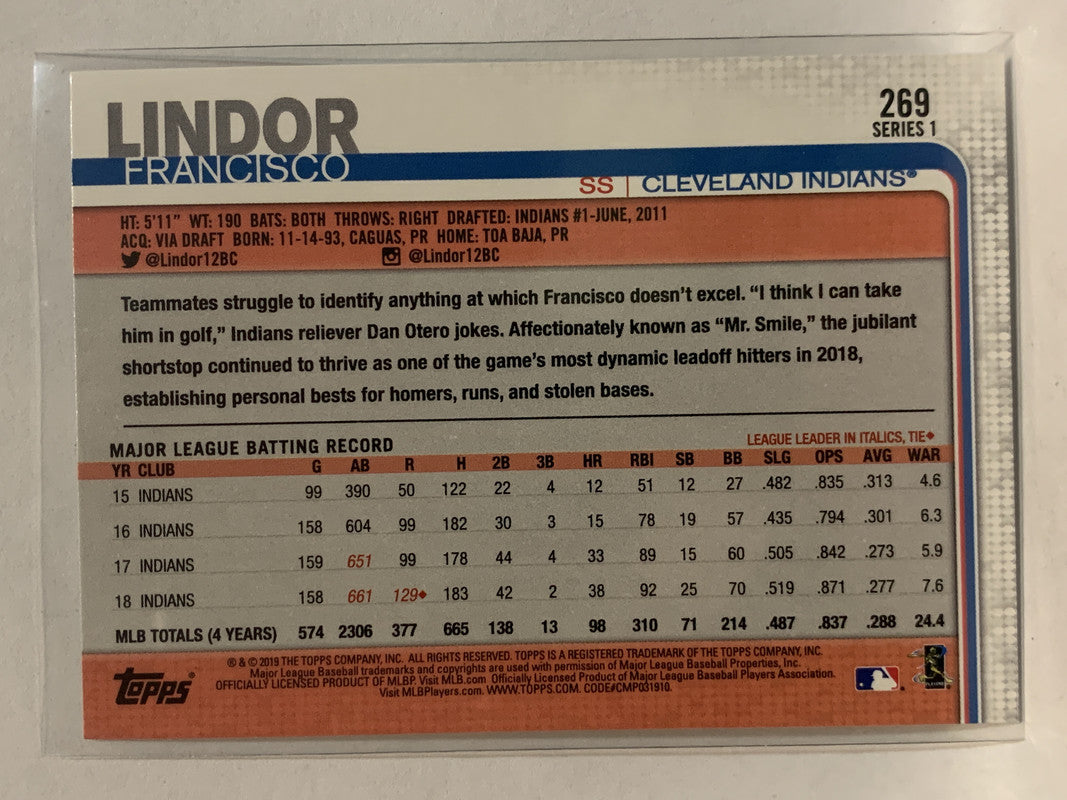 LINDOR
FRANCISCO
269
SERIES 1
SS | CLEVELAND INDIANS®
HT: 5'11" WT: 190 BATS: BOTH THROWS: RIGHT DRAFTED: INDIANS #1-JUNE, 2011
ACQ: VIA DRAFT BORN: 11-14-93, CAGUAS, PR HOME: TOA BAJA, PR
@Lindor12BC @Lindor12BC
Teammates struggle to identify anything at which Francisco doesn't excel. "I think I can take
him in golf," Indians reliever Dan Otero jokes. Affectionately known as "Mr. Smile," the jubilant
shortstop continued to thrive as one of the game's most dynamic leadoff hitters in 2018,
establishing personal bests for homers, runs, and stolen bases.
MAJOR LEAGUE BATTING RECORD LEAGUE LEADER IN ITALICS, TIE♦
YR CLUB G AB R H 2B 3B HR RBI SB BB SLG OPS AVG WAR
15 INDIANS 99 390 50 122 22 4 12 51 12 27 .482 .835 .313 4.6
16 INDIANS 158 604 99 182 30 3 15 78 19 57 .435 .794 .301 6.3
17 INDIANS 159 651 99 178 44 4 33 89 15 60 .505 .842 .273 5.9
18 INDIANS 158 661 129♦ 183 42 2 38 92 25 70 .519 .871 .277 7.6
MLB TOTALS (4 YEARS) 574 2306 377 665 138 13 98 310 71 214 .487 .837 .288 24.4
TOPPS®
® & © 2019 THE TOPPS COMPANY, INC. ALL RIGHTS RESERVED. TOPPS IS A REGISTERED TRADEMARK OF THE TOPPS COMPANY, INC.
Major League Baseball trademarks and copyrights are used with permission of Major League Baseball Properties, Inc.
OFFICIALLY LICENSED PRODUCT OF MLBP. Visit MLB.com Officially Licensed Product of Major League Baseball Players Association.
Visit MLBPlayers.com. WWW.TOPPS.COM. CODE#CMP031910.